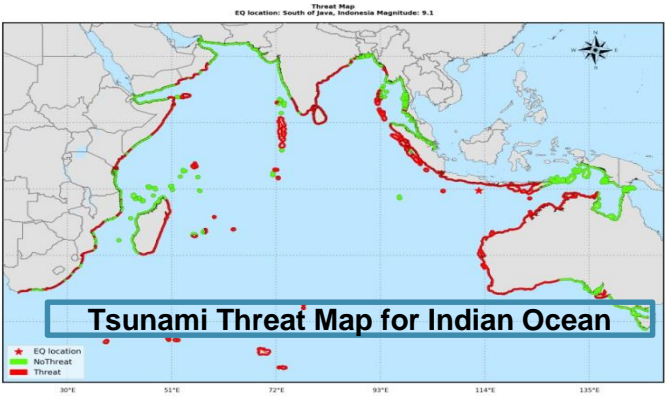 Threat Map
EQ location: South of Java, Indonesia Magnitude: 9.1
N
W E
S
Tsunami Threat Map for Indian Ocean
EQ location
NoThreat
Threat
30°E 51°E 72°E 93°E 114°E 135°E